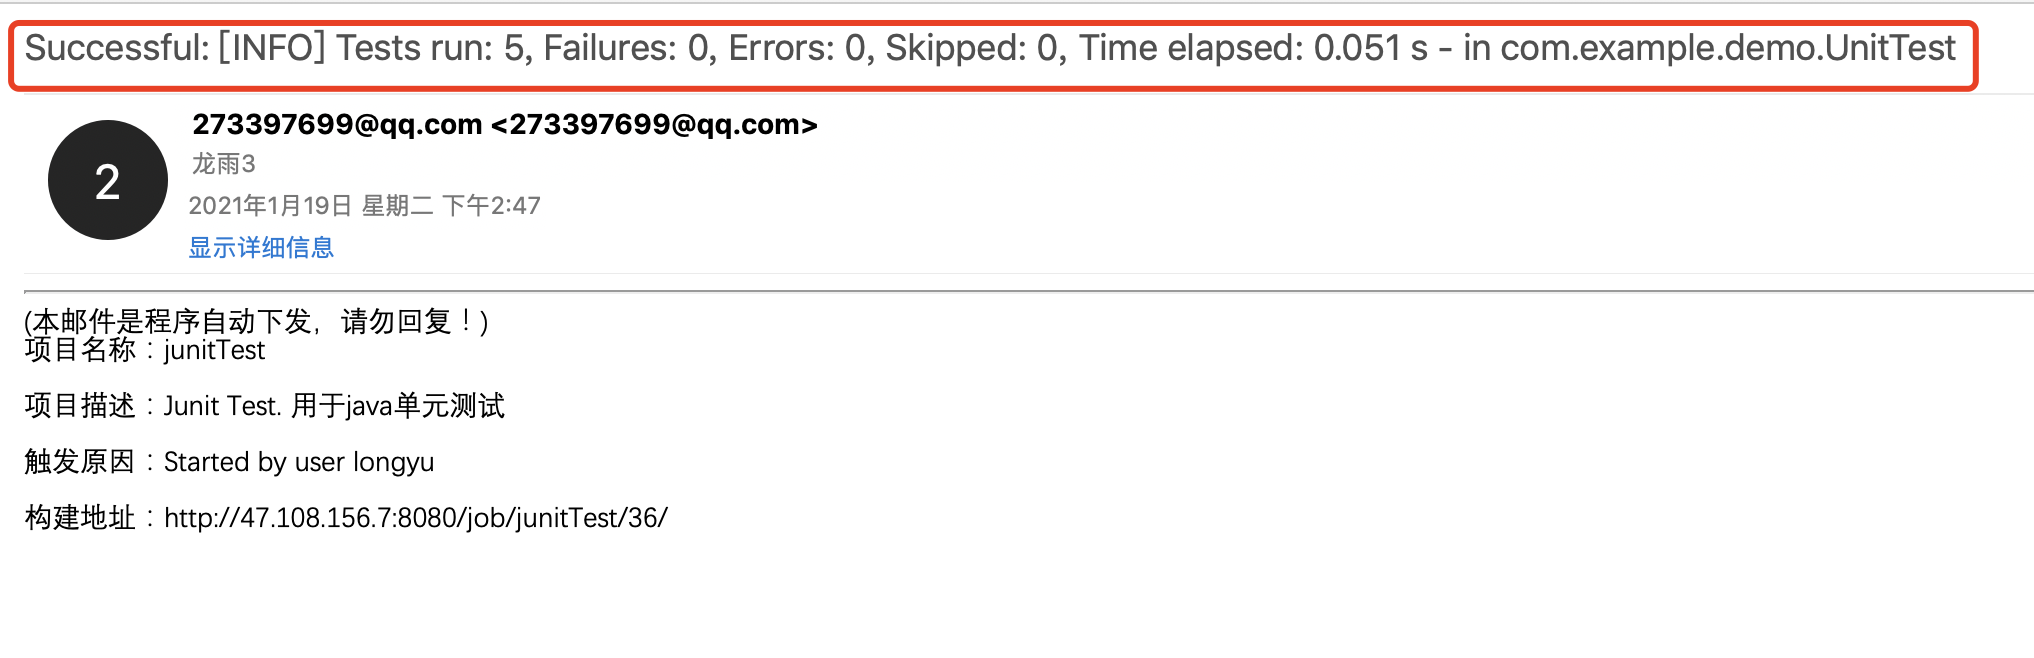 Successful: [INFO] Tests run: 5, Failures: 0, Errors: 0, Skipped: 0, Time elapsed: 0.051 s - in com.example.demo.UnitTest
2
273397699@qq.com <273397699@qq.com>
龙雨3
2021年1月19日 星期二 下午2:47
显示详细信息
(本邮件是程序自动下发，请勿回复！)
项目名称：junitTest
项目描述：Junit Test. 用于java单元测试
触发原因：Started by user longyu
构建地址：http://47.108.156.7:8080/job/junitTest/36/